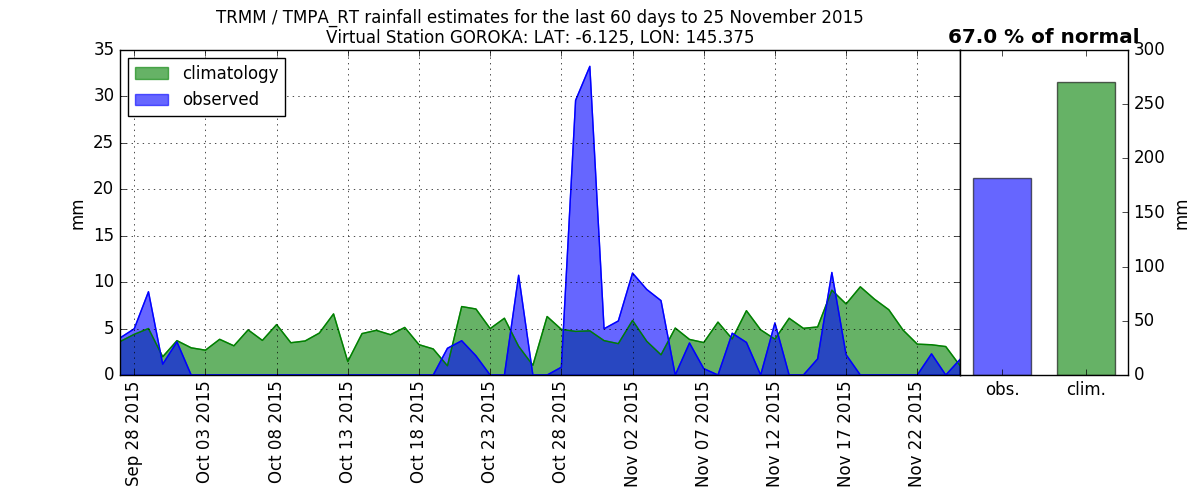 TRMM / TMPA_RT rainfall estimates for the last 60 days to 25 November 2015
Virtual Station GOROKA: LAT: -6.125, LON: 145.375
67.0 % of normal
climatology
observed
35
30
25
20
15
10
5
0
mm
Sep 28 2015
Oct 03 2015
Oct 08 2015
Oct 13 2015
Oct 18 2015
Oct 23 2015
Oct 28 2015
Nov 02 2015
Nov 07 2015
Nov 12 2015
Nov 17 2015
Nov 22 2015
obs.
clim.
300
250
200
150
100
50
0
mm